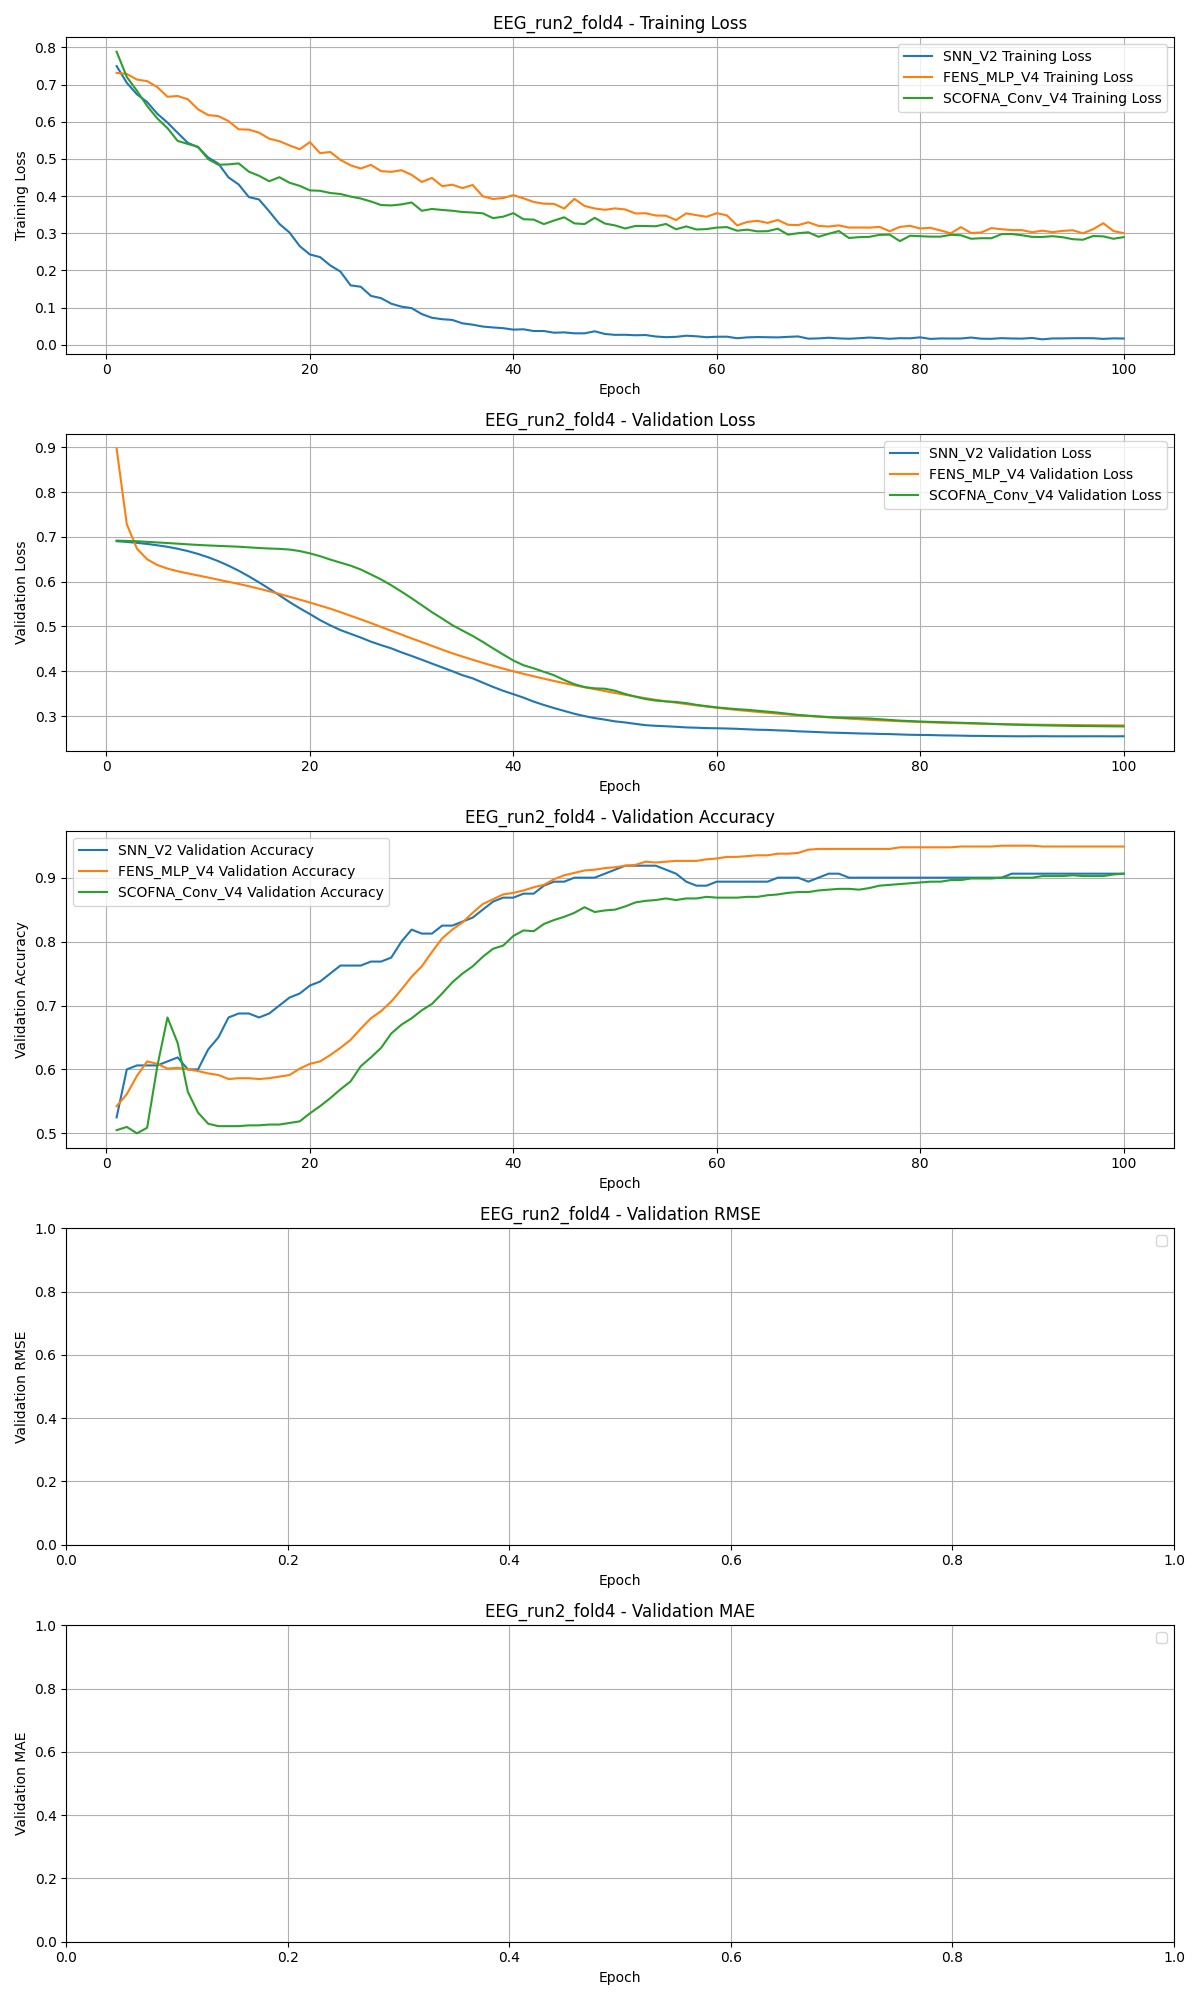 EEG_run2_fold4 - Training Loss
SNN_V2 Training Loss
FENS_MLP_V4 Training Loss
SCOFNA_Conv_V4 Training Loss
Training Loss
0.8
0.7
0.6
0.5
0.4
0.3
0.2
0.1
0.0
0 20 40 60 80 100
Epoch
EEG_run2_fold4 - Validation Loss
SNN_V2 Validation Loss
FENS_MLP_V4 Validation Loss
SCOFNA_Conv_V4 Validation Loss
Validation Loss
0.9
0.8
0.7
0.6
0.5
0.4
0.3
0 20 40 60 80 100
Epoch
EEG_run2_fold4 - Validation Accuracy
SNN_V2 Validation Accuracy
FENS_MLP_V4 Validation Accuracy
SCOFNA_Conv_V4 Validation Accuracy
Validation Accuracy
0.9
0.8
0.7
0.6
0.5
0 20 40 60 80 100
Epoch
EEG_run2_fold4 - Validation RMSE
Validation RMSE
1.0
0.8
0.6
0.4
0.2
0.0
0.0 0.2 0.4 0.6 0.8 1.0
Epoch
EEG_run2_fold4 - Validation MAE
Validation MAE
1.0
0.8
0.6
0.4
0.2
0.0
0.0 0.2 0.4 0.6 0.8 1.0
Epoch